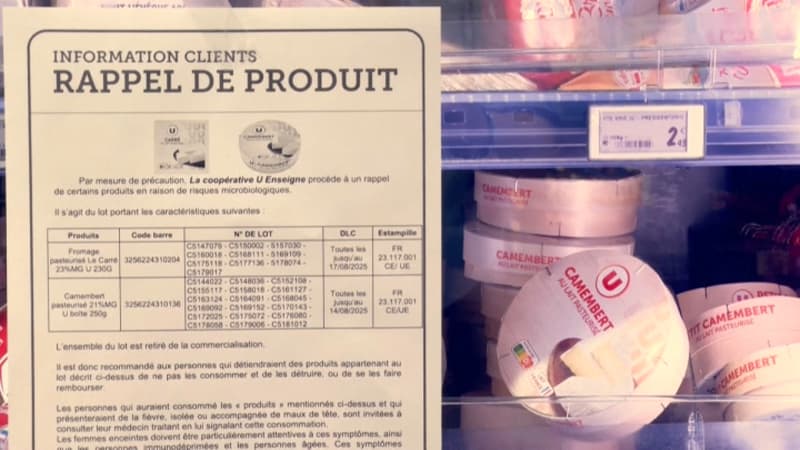 INFORMATION CLIENTS
RAPPEL DE PRODUIT
Par mesure de précaution, La coopérative U Enseigne procède à un rappel
de certains produits en raison de risques microbiologiques.
Il s'agit du lot portant les caractéristiques suivantes :
Produits Code barre N° DE LOT DLC Estampille
Fromage pasteurisé Le Carré 23%MG U 230G
3256224310204
C5147079 - C5150002 - 5157030 -
C5160018 - C5168111 - 5169109 -
C5175118 - C5177136 - 5178074 -
C5179017
Toutes les jusqu'au 17/08/2025
FR 23.117.001 CE/ UE
Camembert pasteurisé 21%MG U boîte 250g
3256224310136
C5144022 - C5148036 - C5152108 -
C5155117 - C5158018 - C5161127 -
C5163124 - C5164091 - C5168045 -
C5169092 - C5169152 - C5170143 -
C5172025 - C5175072 - C5176080 -
C5178058 - C5179006 - C5181012
Toutes les jusqu'au 14/08/2025
FR 23.117.001 CE/UE
L'ensemble du lot est retiré de la commercialisation.
Il est donc recommandé aux personnes qui détiendraient des produits appartenant au
lot décrit ci-dessus de ne pas les consommer et de les détruire, ou de se les faire
rembourser.
Les personnes qui auraient consommé les « produits » mentionnés ci-dessus et qui
présenteraient de la fièvre, isolée ou accompagnée de maux de tête, sont invitées à
consulter leur médecin traitant en lui signalant cette consommation.
Les femmes enceintes doivent être particulièrement attentives à ces symptômes, ainsi
que les personnes immunodéprimées et les personnes âgées. Ces symptômes
2€
CAMEMBERT
CAMEMBERT
U
CAMEMBERT
AU LAIT PASTEURISÉ
PETIT CAMEMBERT
AU LAIT PASTEURISÉ
CAMEMBERT